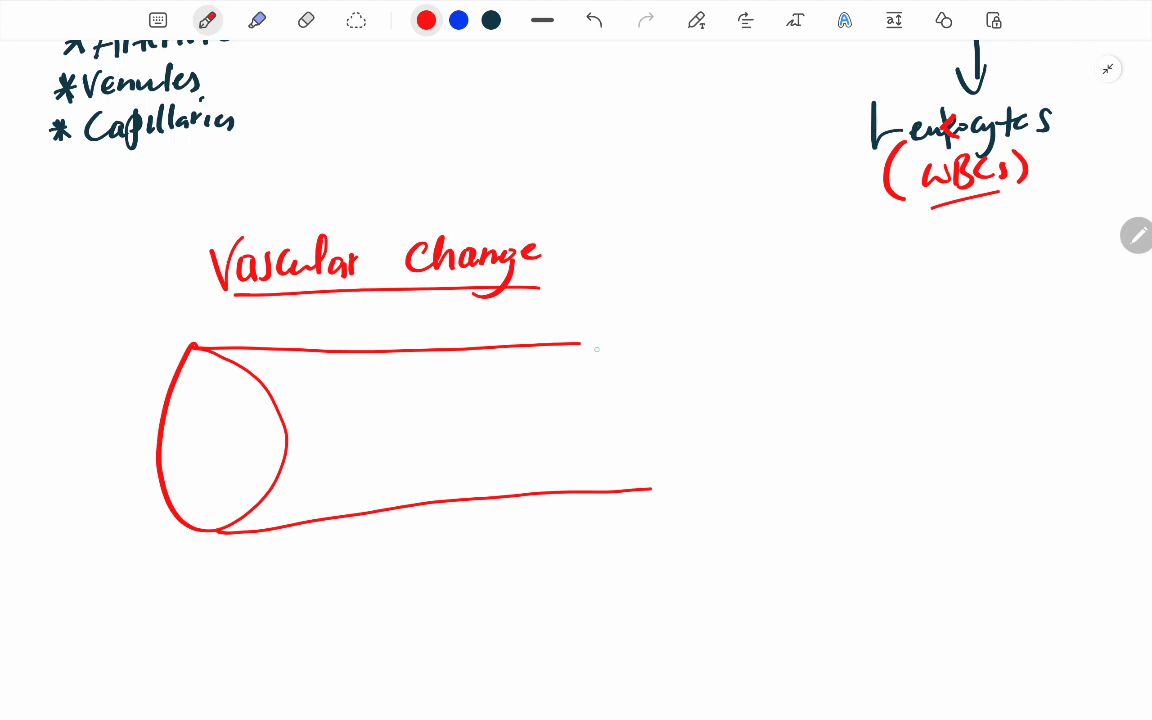 * Venules
* Capillaries
Leukocytes
(WBCs)
Vascular Change